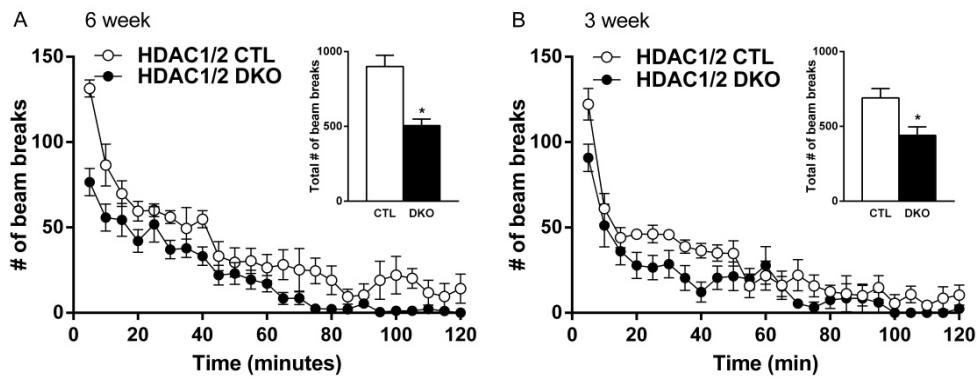 A 6 week
150
100
50
0
# of beam breaks
HDAC1/2 CTL
HDAC1/2 DKO
1000
500
0
Total # of beam breaks
*
CTL DKO
0 20 40 60 80 100 120
Time (minutes)
B 3 week
150
100
50
0
# of beam breaks
HDAC1/2 CTL
HDAC1/2 DKO
1000
500
0
Total # of beam breaks
*
CTL DKO
0 20 40 60 80 100 120
Time (min)